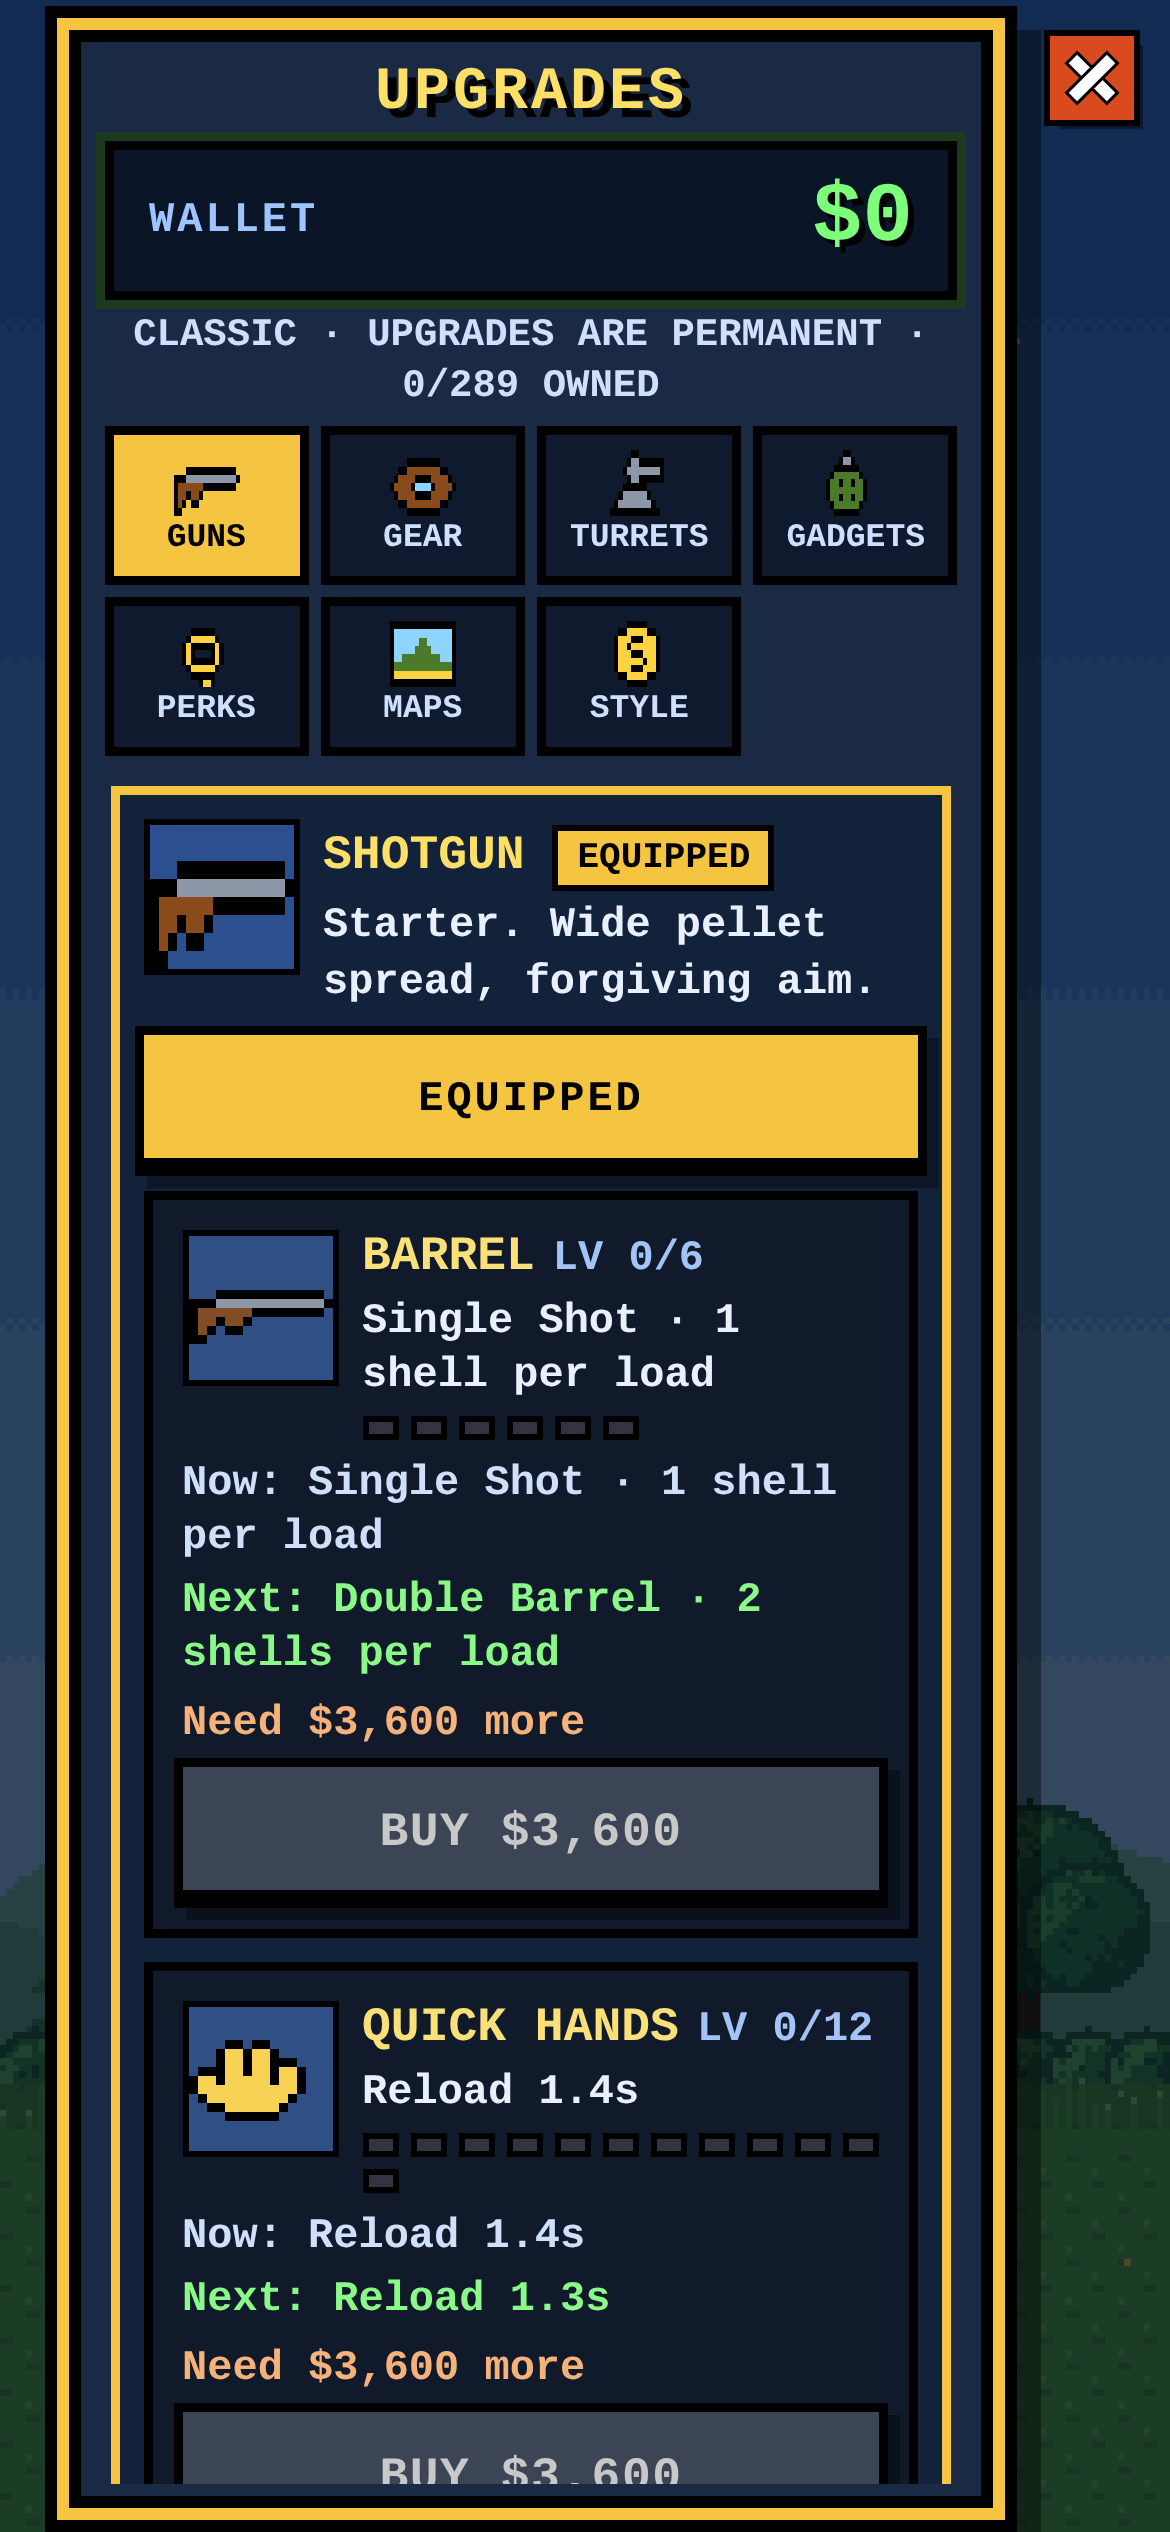 UPGRADES
WALLET $0
CLASSIC · UPGRADES ARE PERMANENT ·
0/289 OWNED
GUNS GEAR TURRETS GADGETS
PERKS MAPS STYLE
SHOTGUN EQUIPPED
Starter. Wide pellet
spread, forgiving aim.
EQUIPPED
BARREL LV 0/6
Single Shot · 1
shell per load
Now: Single Shot · 1 shell
per load
Next: Double Barrel · 2
shells per load
Need $3,600 more
BUY $3,600
QUICK HANDS LV 0/12
Reload 1.4s
Now: Reload 1.4s
Next: Reload 1.3s
Need $3,600 more
BUY $3,600